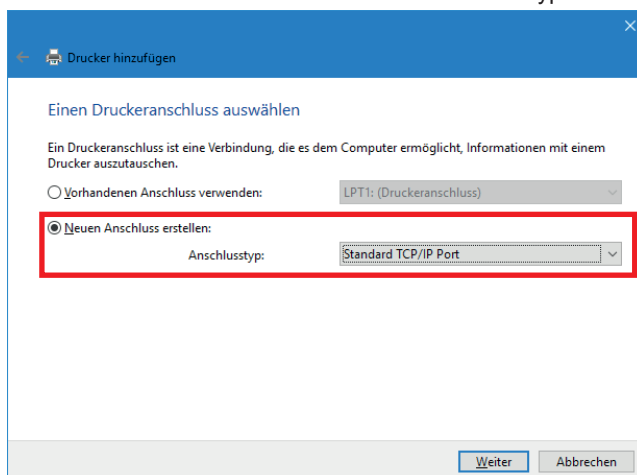 yp
Drucker hinzufügen
Einen Druckeranschluss auswählen
Ein Druckeranschluss ist eine Verbindung, die es dem Computer ermöglicht, Informationen mit einem
Drucker auszutauschen.
Vorhandenen Anschluss verwenden: LPT1: (Druckeranschluss)
Neuen Anschluss erstellen:
Anschlusstyp: Standard TCP/IP Port
Weiter Abbrechen